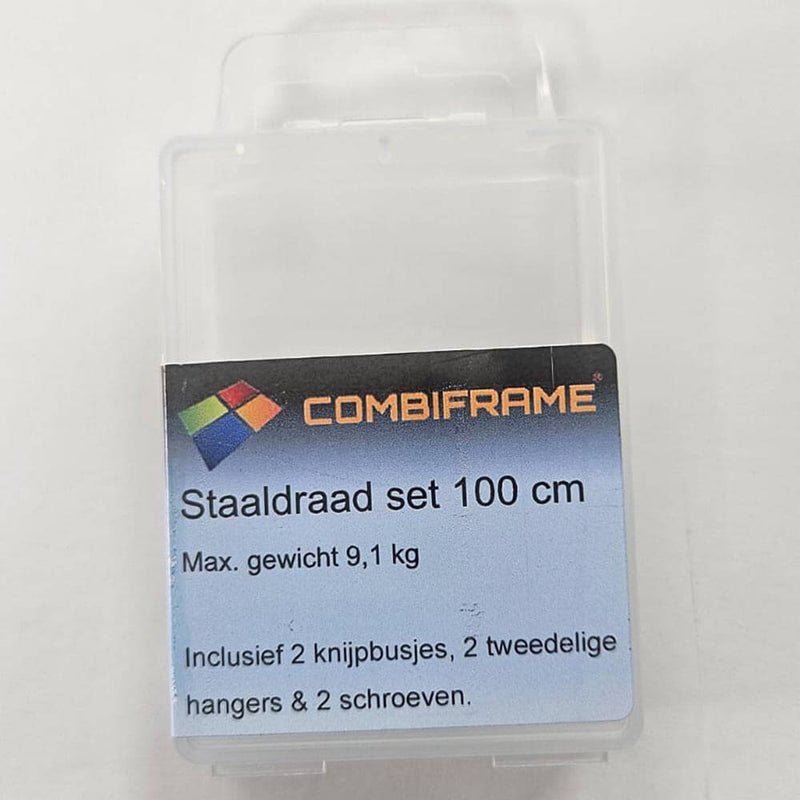 COMBIFRAME®
Staaldraad set 100 cm
Max. gewicht 9,1 kg
Inclusief 2 knijpbusjes, 2 tweedelige
hangers & 2 schroeven.